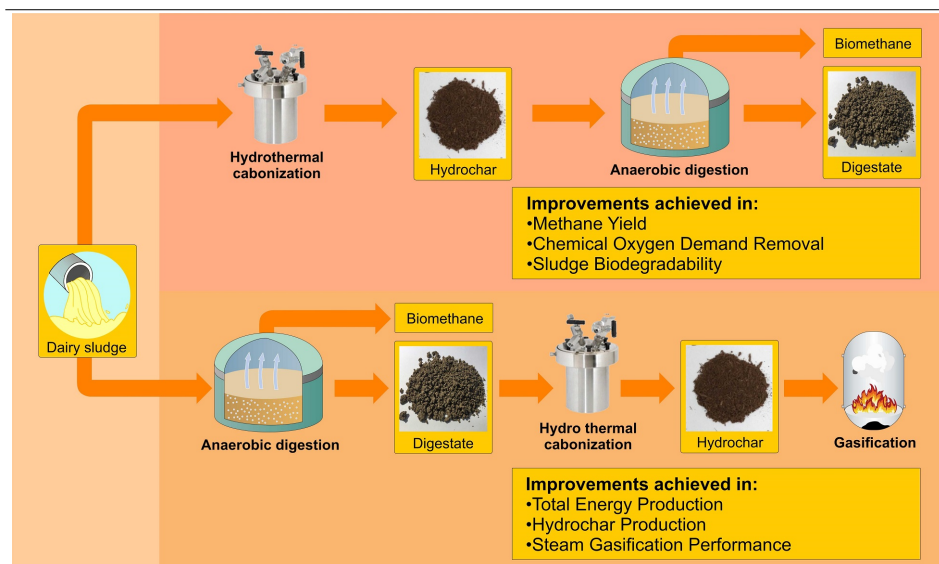 Biomethane
Hydrothermal
cabonization
Hydrochar
Anaerobic digestion
Digestate
Improvements achieved in:
•Methane Yield
•Chemical Oxygen Demand Removal
•Sludge Biodegradability
Dairy sludge
Biomethane
Anaerobic digestion
Digestate
Hydro thermal
cabonization
Hydrochar
Gasification
Improvements achieved in:
•Total Energy Production
•Hydrochar Production
•Steam Gasification Performance